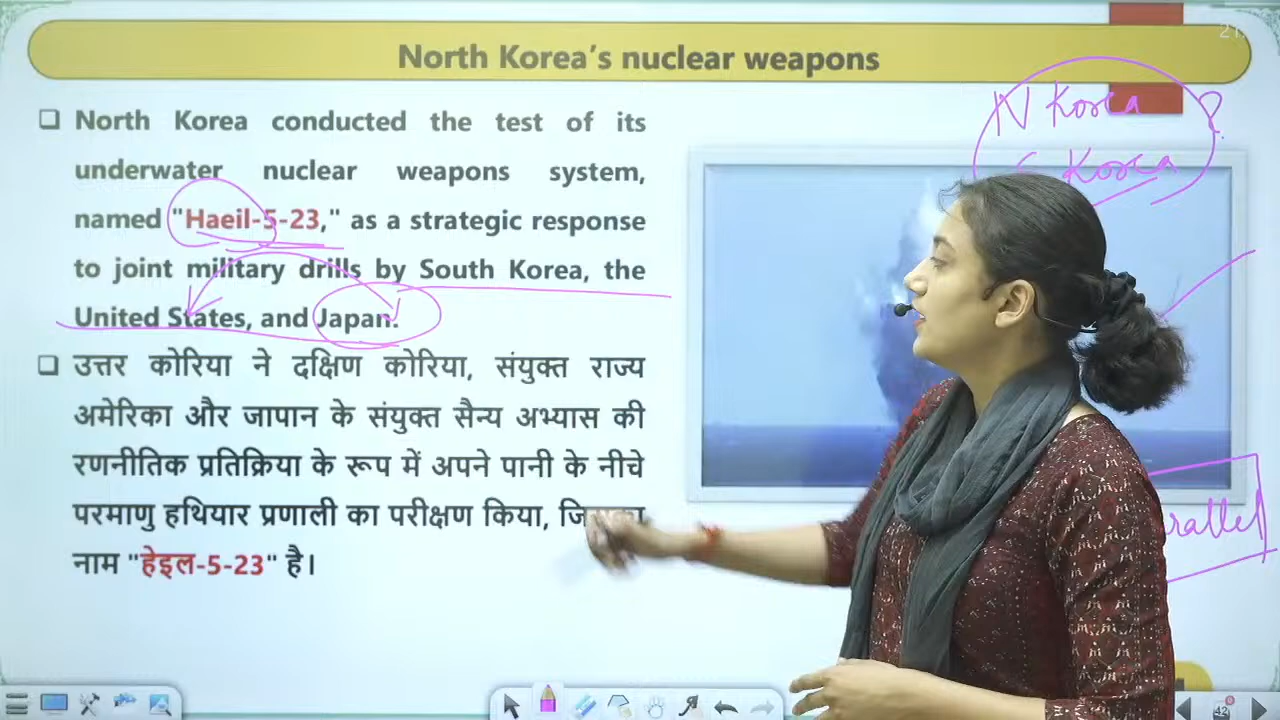 North Korea's nuclear weapons
North Korea conducted the test of its
underwater nuclear weapons system,
named "Haeil-5-23," as a strategic response
to joint military drills by South Korea, the
United States, and Japan.
उत्तर कोरिया ने दक्षिण कोरिया, संयुक्त राज्य
अमेरिका और जापान के संयुक्त सैन्य अभ्यास की
रणनीतिक प्रतिक्रिया के रूप में अपने पानी के नीचे
परमाणु हथियार प्रणाली का परीक्षण किया,
नाम "हेइल-5-23" है।
N Korea ?
Korea
rallel
42